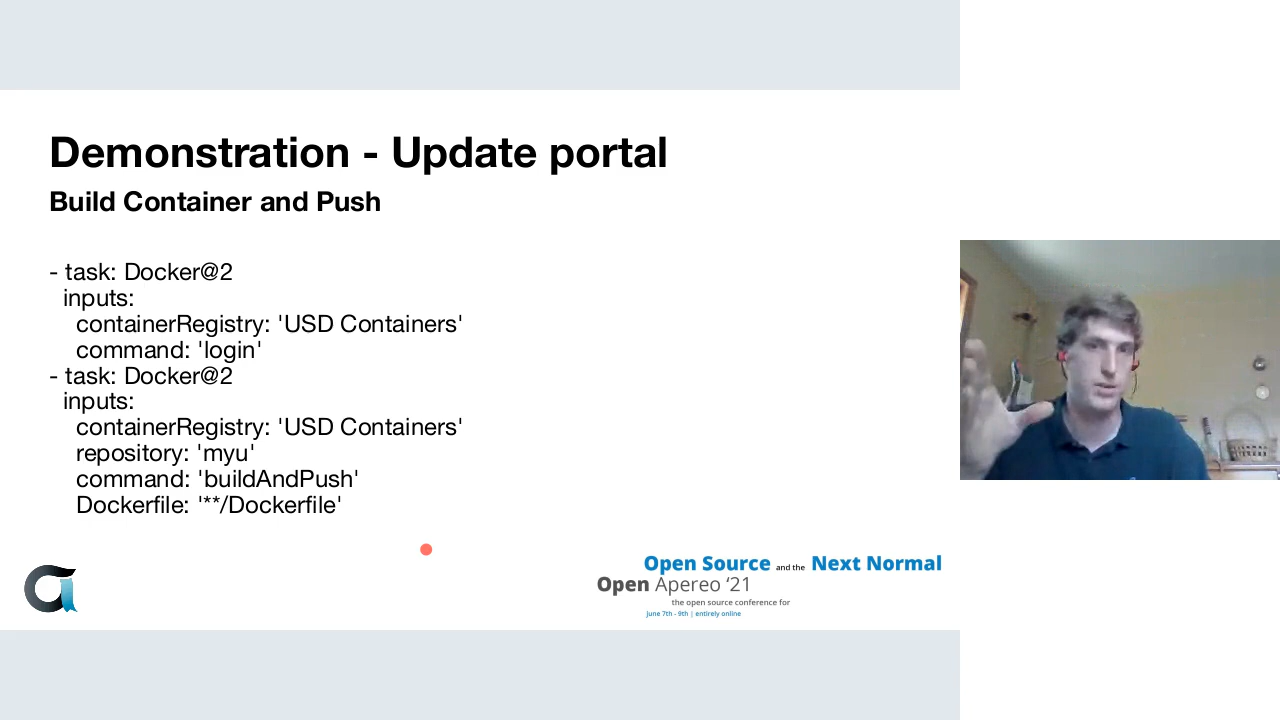 Demonstration - Update portal
Build Container and Push
- task: Docker@2
inputs:
containerRegistry: 'USD Containers'
command: 'login'
- task: Docker@2
inputs:
containerRegistry: 'USD Containers'
repository: 'myu'
command: 'buildAndPush'
Dockerfile: '**/Dockerfile'
Open Source and the Next Normal
Open Apereo ‘21
the open source conference for
June 7th - 9th | entirely online